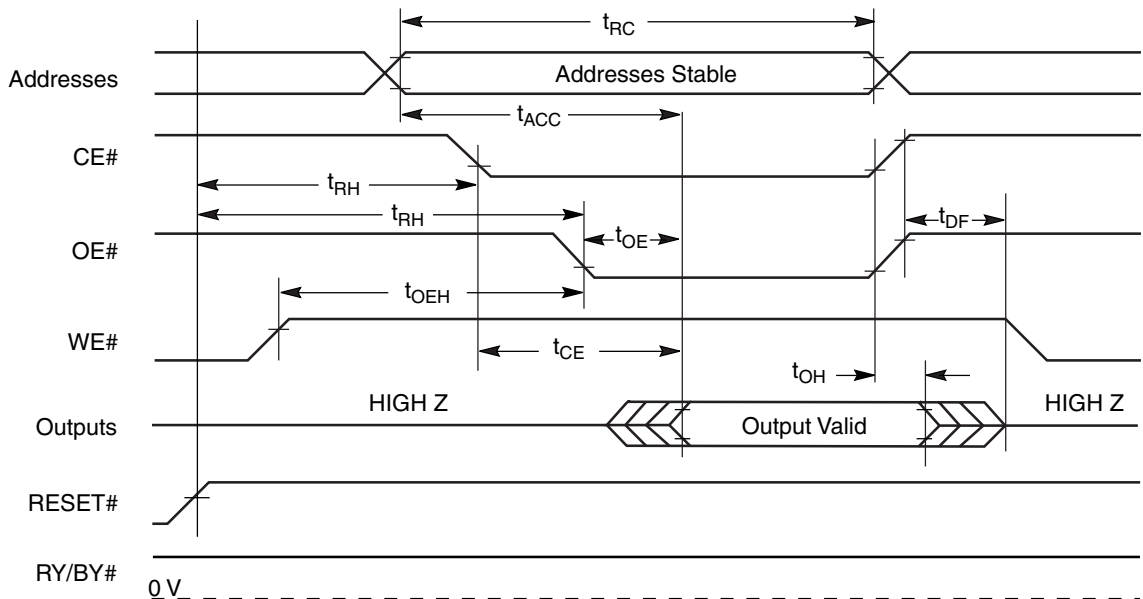 tRC
Addresses
Addresses Stable
tACC
CE#
tRH
tRH
tDF
tOE
OE#
tOEH
WE#
tCE
tOH
HIGH Z
HIGH Z
Outputs
Output Valid
RESET#
RY/BY#
0 V